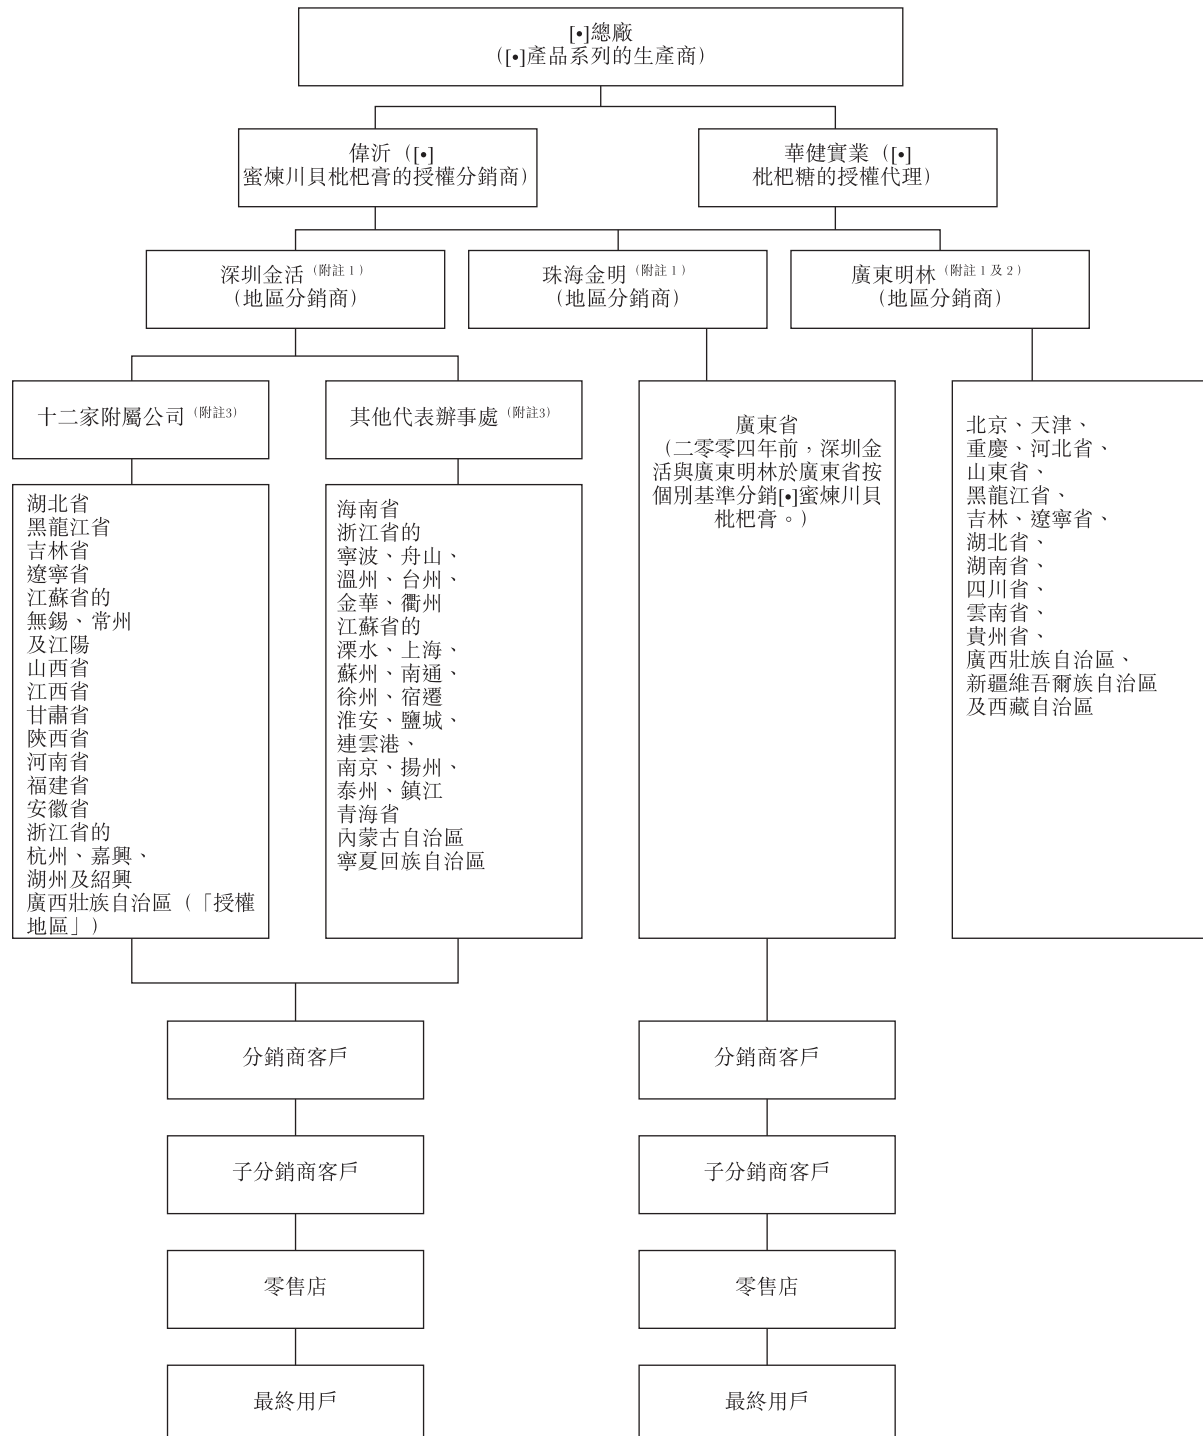 [•]總廠
（[•]產品系列的生產商）
偉沂（[•]
蜜煉川貝枇杷膏的授權分銷商）
華健實業（[•]
枇杷糖的授權代理）
深圳金活（附註 1）
（地區分銷商）
珠海金明（附註 1）
（地區分銷商）
廣東明林（附註 1 及 2）
（地區分銷商）
十二家附屬公司（附註3）
其他代表辦事處（附註3）
湖北省
黑龍江省
吉林省
遼寧省
江蘇省的
無錫、常州
及江陽
山西省
江西省
甘肅省
陝西省
河南省
福建省
安徽省
浙江省的
杭州、嘉興、
湖州及紹興
廣西壯族自治區（「授權
地區」）
海南省
浙江省的
寧波、舟山、
溫州、台州、
金華、衢州
江蘇省的
溧水、上海、
蘇州、南通、
徐州、宿遷
淮安、鹽城、
連雲港、
南京、揚州、
泰州、鎮江
青海省
內蒙古自治區
寧夏回族自治區
廣東省
（二零零四年前，深圳金
活與廣東明林於廣東省按
個別基準分銷[•]蜜煉川貝
枇杷膏。）
北京、天津、
重慶、河北省、
山東省、
黑龍江省、
吉林、遼寧省、
湖北省、
湖南省、
四川省、
雲南省、
貴州省、
廣西壯族自治區、
新疆維吾爾族自治區
及西藏自治區
分銷商客戶
子分銷商客戶
零售店
最終用戶
分銷商客戶
子分銷商客戶
零售店
最終用戶